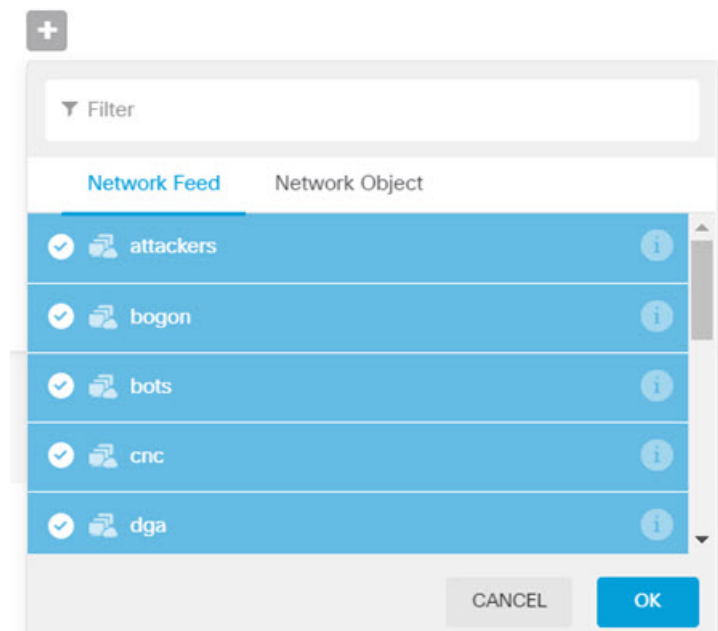 Filter
Network Feed Network Object
attackers
bogon
bots
cnc
dga
CANCEL OK